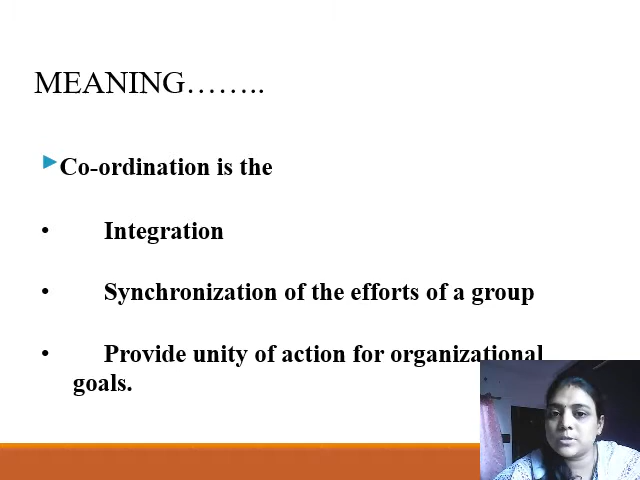 MEANING……..
Co-ordination is the
• Integration
• Synchronization of the efforts of a group
• Provide unity of action for organizational
goals.